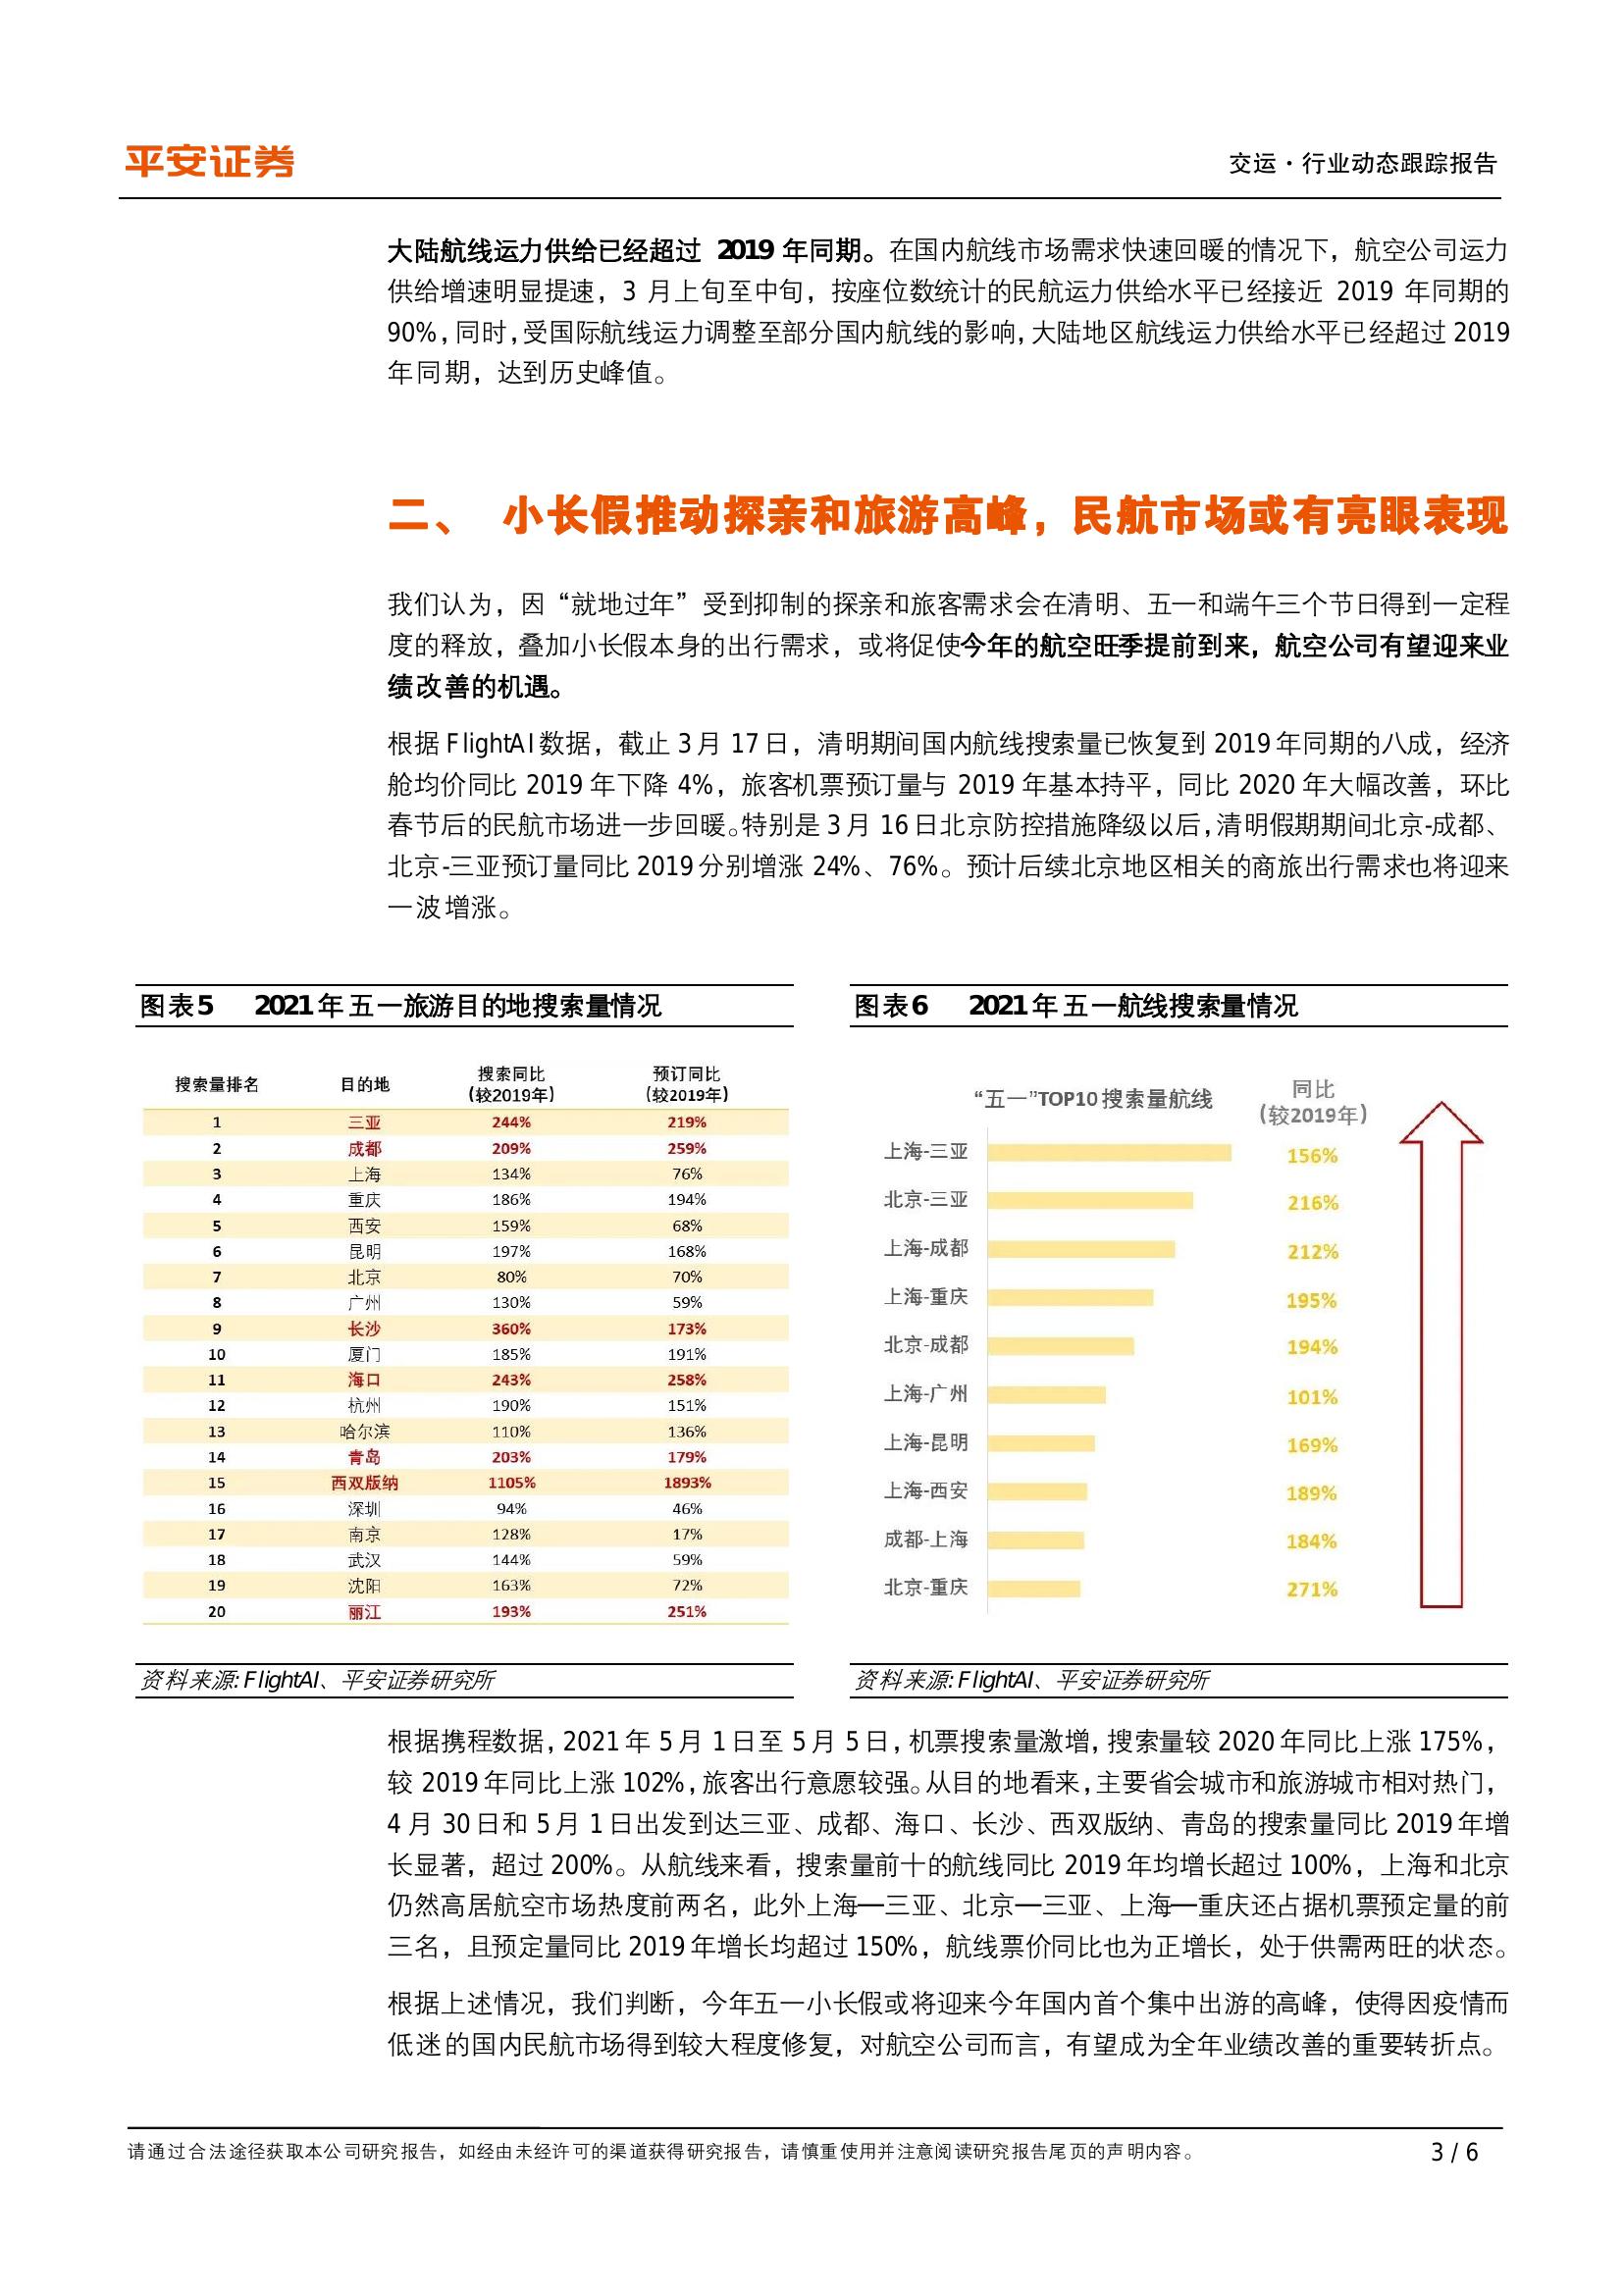 平安证券
交运·行业动态跟踪报告
大陆航线运力供给已经超过 2019 年同期。在国内航线市场需求快速回暖的情况下，航空公司运力
供给增速明显提速，3 月上旬至中旬，按座位数统计的民航运力供给水平已经接近 2019 年同期的
90%，同时，受国际航线运力调整至部分国内航线的影响，大陆地区航线运力供给水平已经超过 2019
年同期，达到历史峰值。
二、 小长假推动探亲和旅游高峰，民航市场或有亮眼表现
我们认为，因“就地过年”受到抑制的探亲和旅客需求会在清明、五一和端午三个节日得到一定程
度的释放，叠加小长假本身的出行需求，或将促使今年的航空旺季提前到来，航空公司有望迎来业
绩改善的机遇。
根据 FlightAI 数据，截止 3 月 17 日，清明期间国内航线搜索量已恢复到 2019 年同期的八成，经济
舱均价同比 2019 年下降 4%，旅客机票预订量与 2019 年基本持平，同比 2020 年大幅改善，环比
春节后的民航市场进一步回暖。特别是 3 月 16 日北京防控措施降级以后，清明假期期间北京-成都、
北京-三亚预订量同比 2019 分别增涨 24%、76%。预计后续北京地区相关的商旅出行需求也将迎来
一波增涨。
图表5 2021 年五一旅游目的地搜索量情况
搜索量排名 目的地 搜索同比 预订同比
(较2019年) (较2019年)
1 三亚 244% 219%
2 成都 209% 259%
3 上海 134% 76%
4 重庆 186% 194%
5 西安 159% 68%
6 昆明 197% 168%
7 北京 80% 70%
8 广州 130% 59%
9 长沙 360% 173%
10 厦门 185% 191%
11 海口 243% 258%
12 杭州 190% 151%
13 哈尔滨 110% 136%
14 青岛 203% 179%
15 西双版纳 1105% 1893%
16 深圳 94% 46%
17 南京 128% 17%
18 武汉 144% 59%
19 沈阳 163% 72%
20 丽江 193% 251%
资料来源: FlightAI、平安证券研究所
图表6 2021 年五一航线搜索量情况
“五一”TOP10 搜索量航线 同比
(较2019年)
上海-三亚 156%
北京-三亚 216%
上海-成都 212%
上海-重庆 195%
北京-成都 194%
上海-广州 101%
上海-昆明 169%
上海-西安 189%
成都-上海 184%
北京-重庆 271%
资料来源: FlightAI、平安证券研究所
根据携程数据，2021 年 5 月 1 日至 5 月 5 日，机票搜索量激增，搜索量较 2020 年同比上涨 175%，
较 2019 年同比上涨 102%，旅客出行意愿较强。从目的地看来，主要省会城市和旅游城市相对热门，
4 月 30 日和 5 月 1 日出发到达三亚、成都、海口、长沙、西双版纳、青岛的搜索量同比 2019 年增
长显著，超过 200%。从航线来看，搜索量前十的航线同比 2019 年均增长超过 100%，上海和北京
仍然高居航空市场热度前两名，此外上海—三亚、北京—三亚、上海—重庆还占据机票预定量的前
三名，且预定量同比 2019 年增长均超过 150%，航线票价同比也为正增长，处于供需两旺的状态。
根据上述情况，我们判断，今年五一小长假或将迎来今年国内首个集中出游的高峰，使得因疫情而
低迷的国内民航市场得到较大程度修复，对航空公司而言，有望成为全年业绩改善的重要转折点。
请通过合法途径获取本公司研究报告，如经由未经许可的渠道获得研究报告，请慎重使用并注意阅读研究报告尾页的声明内容。
3 / 6